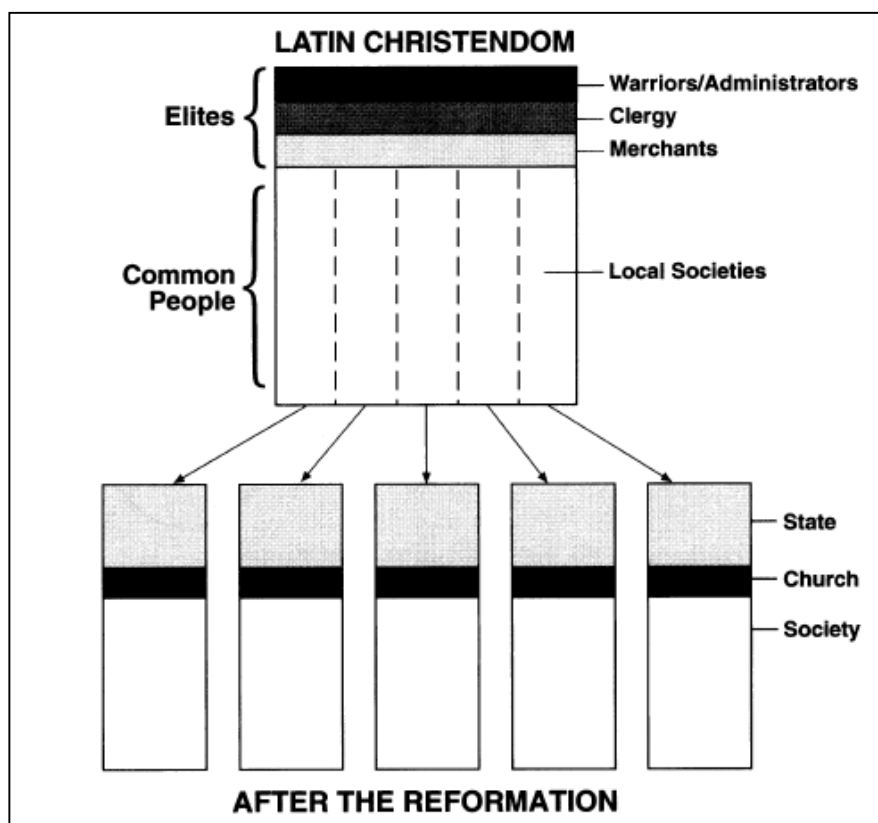 LATIN CHRISTENDOM
Elites
Warriors/Administrators
Clergy
Merchants
Common
People
Local Societies
State
Church
Society
AFTER THE REFORMATION